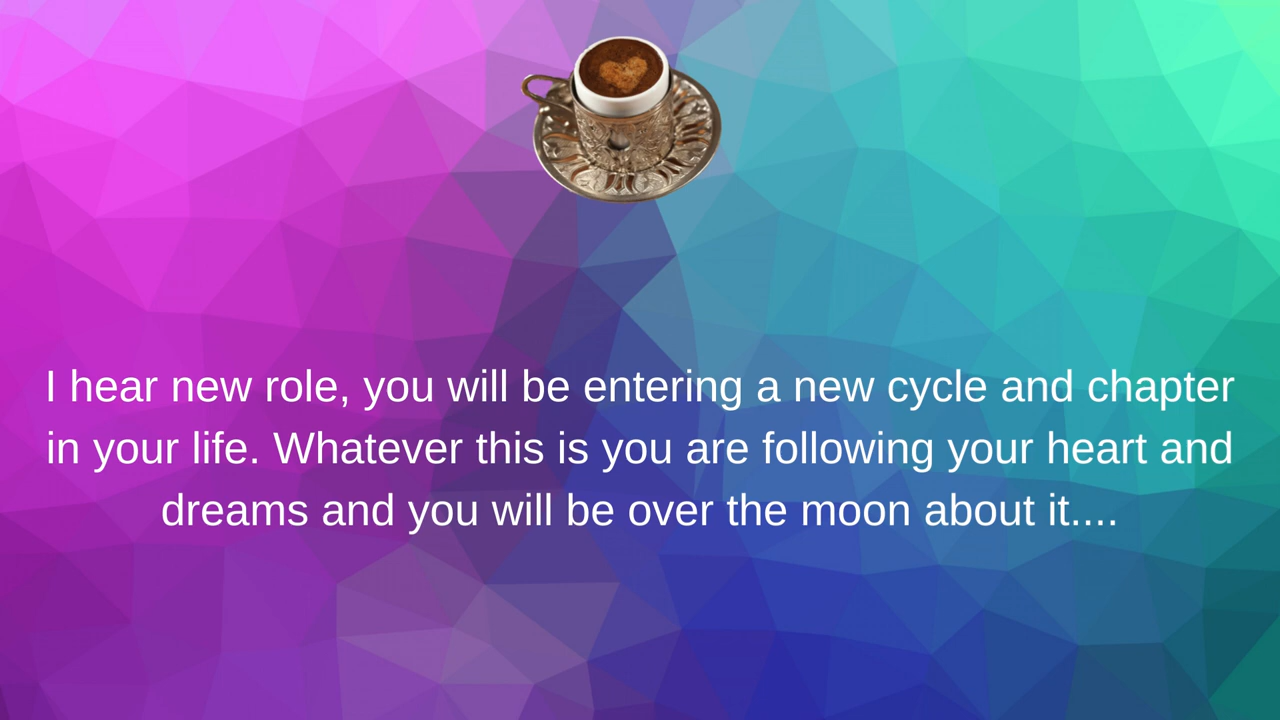 I hear new role, you will be entering a new cycle and chapter
in your life. Whatever this is you are following your heart and
dreams and you will be over the moon about it....